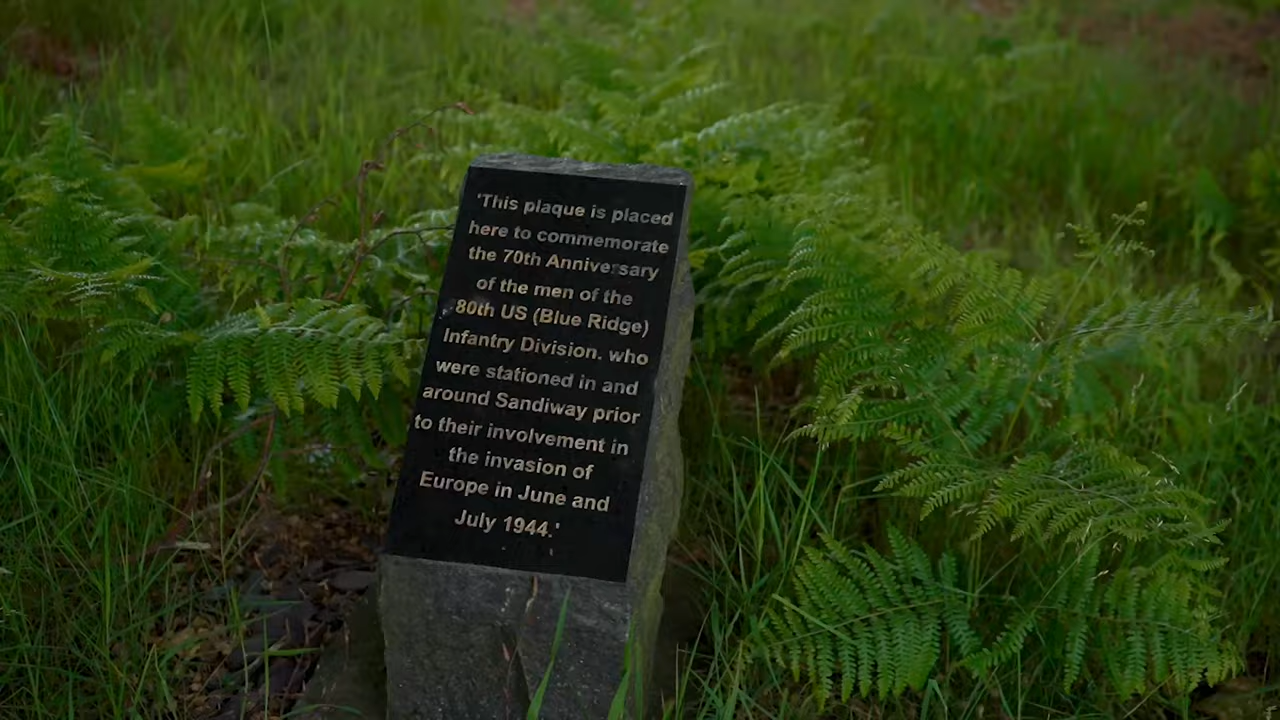 'This plaque is placed
here to commemorate
the 70th Anniversary
of the men of the
80th US (Blue Ridge)
Infantry Division. who
were stationed in and
around Sandiway prior
to their involvement in
the invasion of
Europe in June and
July 1944.'